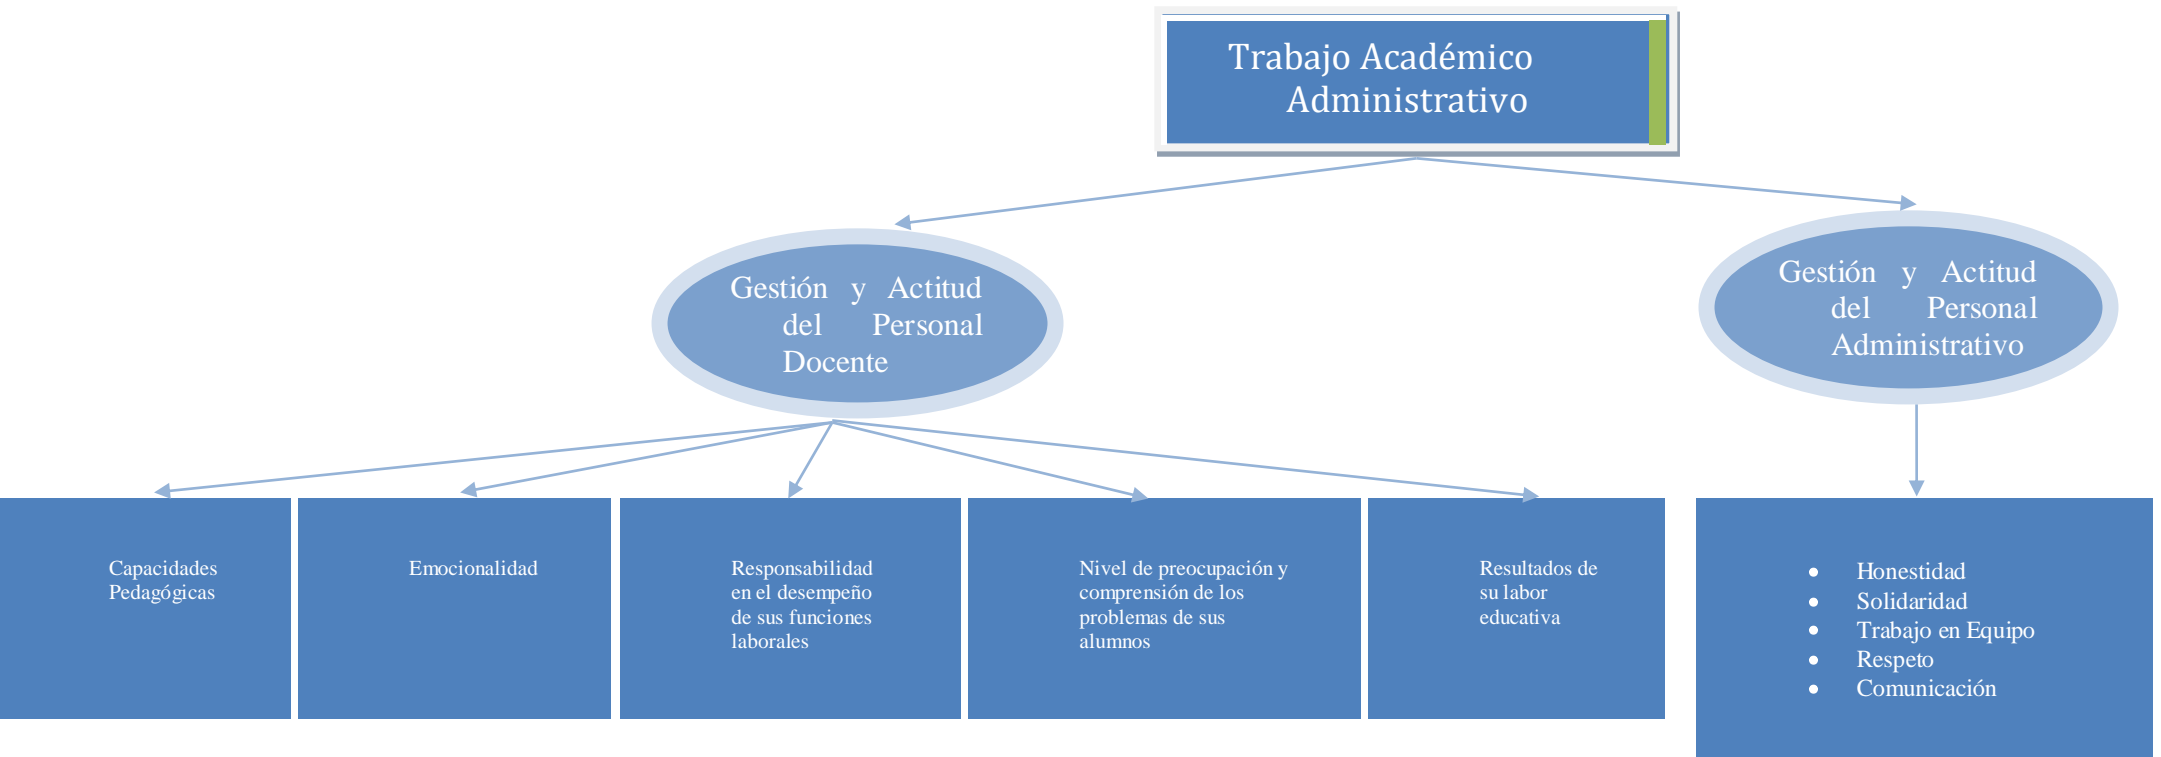 Trabajo Académico
Administrativo
Gestión y Actitud
del Personal
Docente
Gestión y Actitud
del Personal
Administrativo
Capacidades
Pedagógicas
Emocionalidad
Responsabilidad
en el desempeño
de sus funciones
laborales
Nivel de preocupación y
comprensión de los
problemas de sus
alumnos
Resultados de
su labor
educativa
• Honestidad
• Solidaridad
• Trabajo en Equipo
• Respeto
• Comunicación